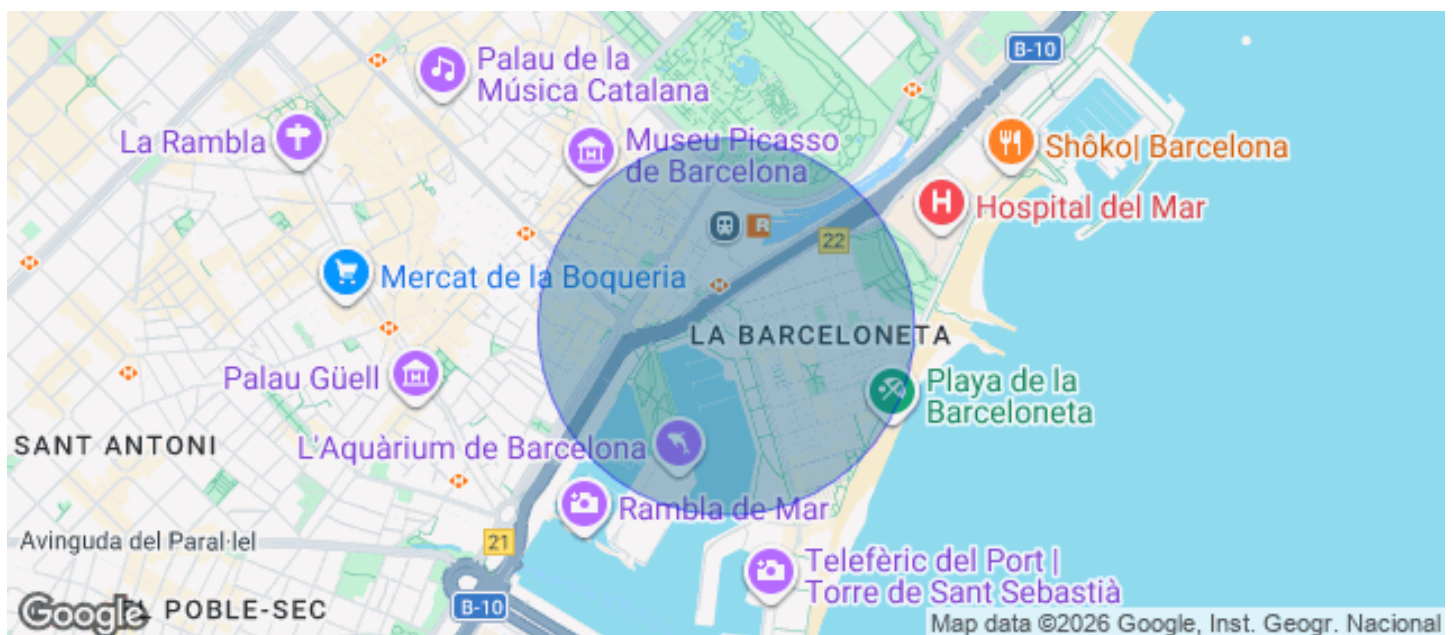 B-10
Palau de la
Música Catalana
La Rambla
Museu Picasso
de Barcelona
Shôko| Barcelona
H
Hospital del Mar
R
22
Mercat de la Boqueria
LA BARCELONETA
Palau Güell
Playa de la
Barceloneta
SANT ANTONI
L'Aquàrium de Barcelona
Rambla de Mar
Avinguda del Paral·lel
21
Telefèric del Port |
Torre de Sant Sebastià
Google
POBLE-SEC
B-10
Map data ©2026 Google, Inst. Geogr. Nacional